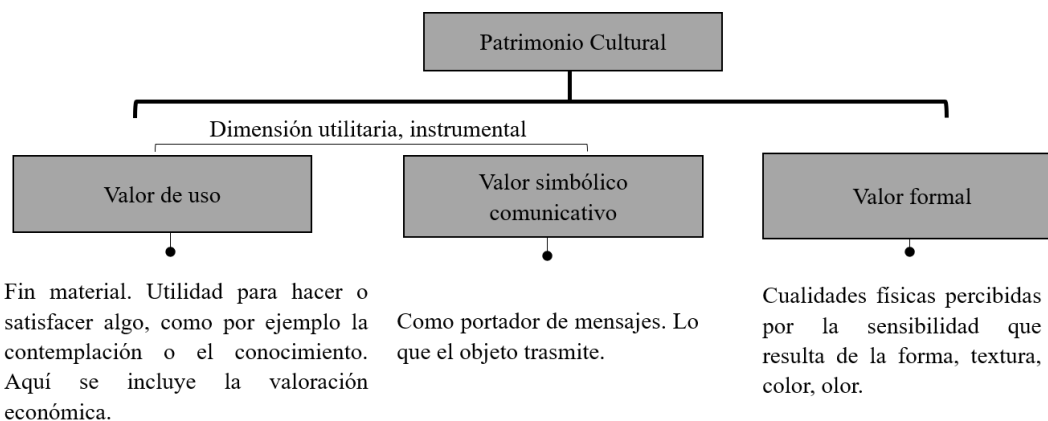 Patrimonio Cultural
Dimensión utilitaria, instrumental
Valor de uso
Valor simbólico
comunicativo
Valor formal
Fin material. Utilidad para hacer o
satisfacer algo, como por ejemplo la
contemplación o el conocimiento.
Aquí se incluye la valoración
económica.
Como portador de mensajes. Lo
que el objeto trasmite.
Cualidades físicas percibidas
por la sensibilidad que
resulta de la forma, textura,
color, olor.